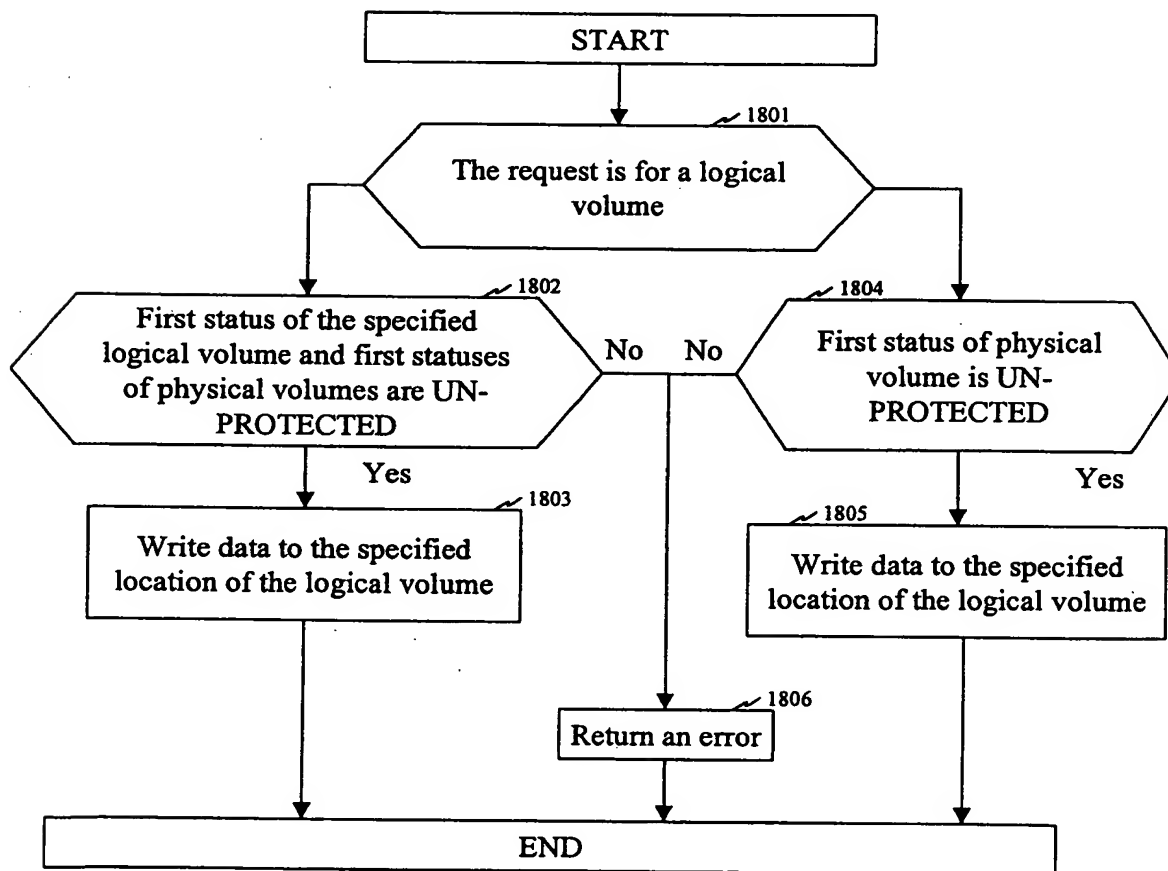 START
1801
The request is for a logical
volume
1802
First status of the specified
logical volume and first statuses
of physical volumes are UN-
PROTECTED
No
No
1804
First status of physical
volume is UN-
PROTECTED
Yes
Yes
1803
Write data to the specified
location of the logical volume
1805
Write data to the specified
location of the logical volume
1806
Return an error
END